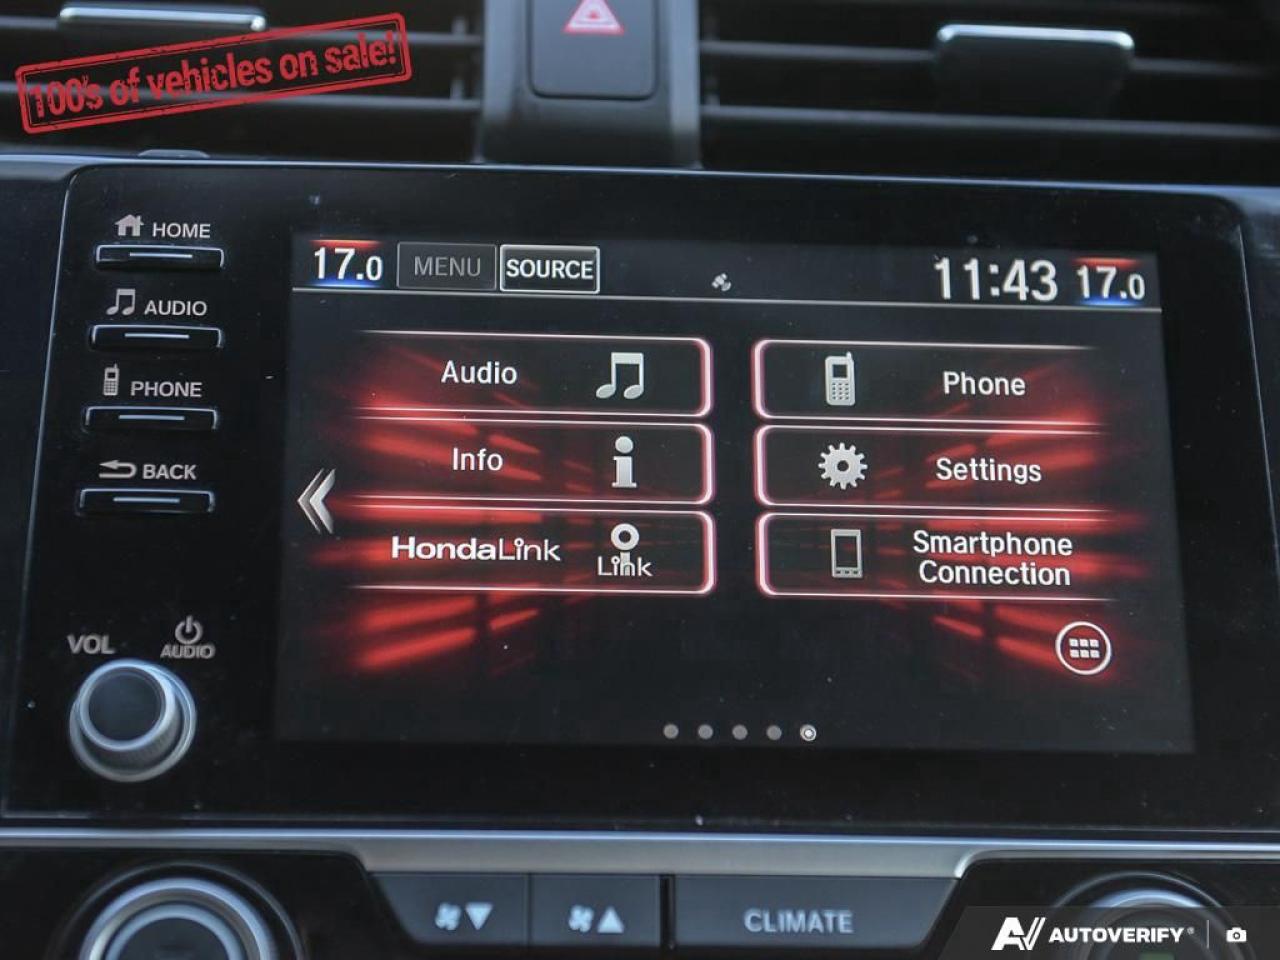 100's of vehicles on sale!
HOME
AUDIO
PHONE
BACK
VOL
AUDIO
17.0 MENU SOURCE 11:43 17.0
Audio
Phone
Info
Settings
HondaLink
Link
Smartphone
Connection
CLIMATE
AUTOVERIFY